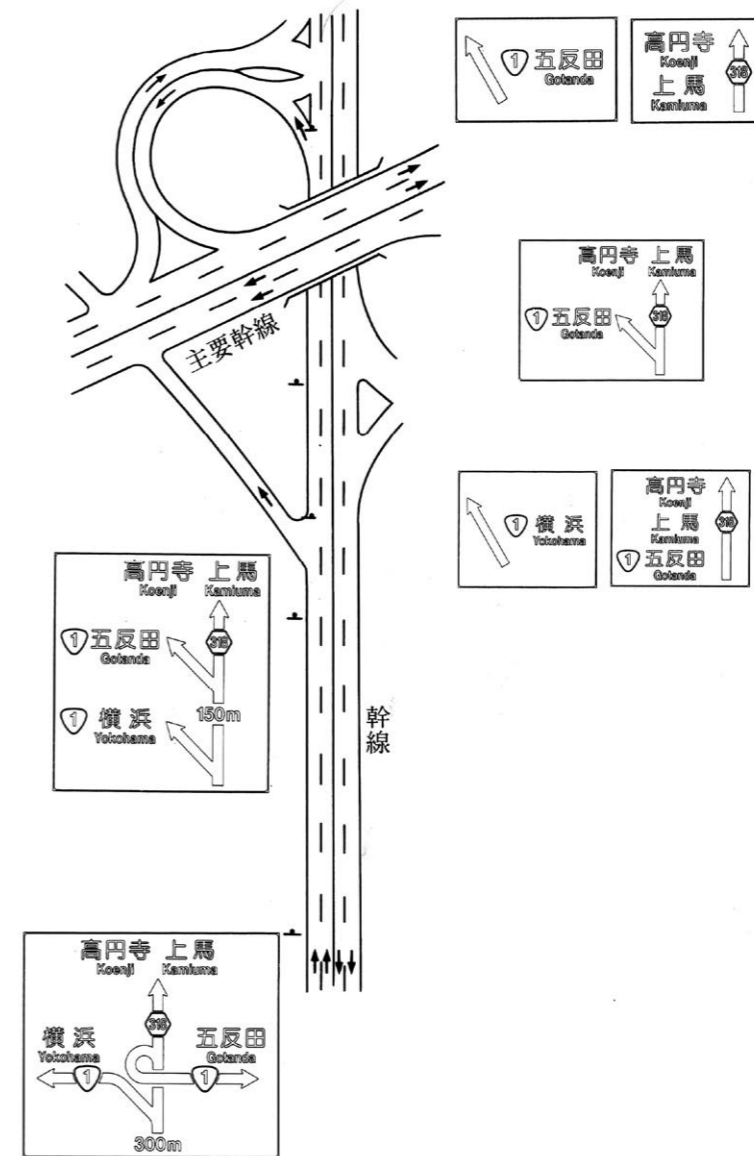 1 五反田
Gotanda
高円寺
Koenji
上馬
Kamiuma
318
高円寺 上馬
Koenji Kamiuma
318
1 五反田
Gotanda
主要幹線
1 横浜
Yokohama
高円寺
Koenji
上馬
Kamiuma
318
1 五反田
Gotanda
高円寺 上馬
Koenji Kamiuma
318
1 五反田
Gotanda
1 横浜
Yokohama
150m
幹線
高円寺 上馬
Koenji Kamiuma
318
横浜
Yokohama
五反田
Gotanda
1
1
300m